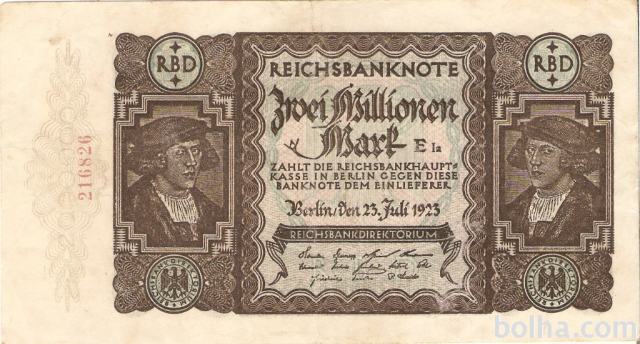 RBD
RBD
REICHSBANKNOTE
Zwei Millionen
Mark
E 1a
ZAHLT DIE REICHSBANKHAUPT-
KASSE IN BERLIN GEGEN DIESE
BANKNOTE DEM EINLIEFERER
Berlin, den 23. Juli 1923
REICHSBANKDIREKTORIUM
216826
bolha.com